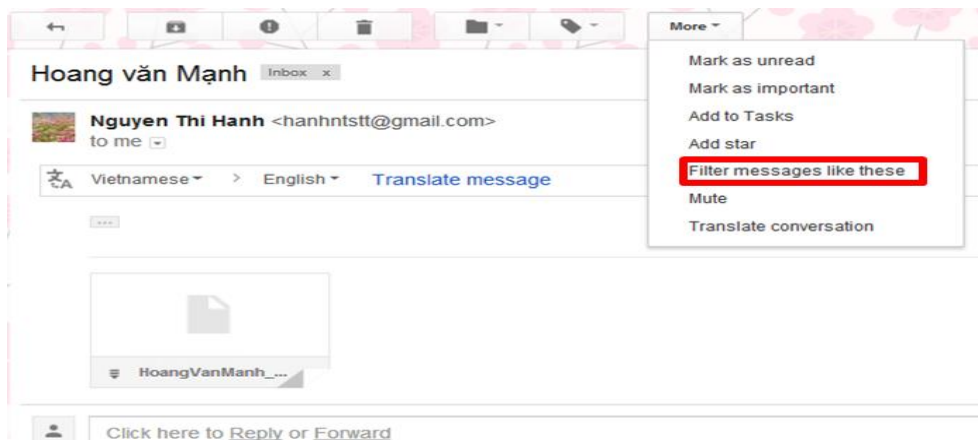 More
Hoang văn Mạnh Inbox x
Mark as unread
Mark as important
Add to Tasks
Add star
Filter messages like these
Mute
Translate conversation
Nguyen Thi Hanh <hanhntstt@gmail.com>
to me
Vietnamese > English Translate message
HoangVanManh_...
Click here to Reply or Forward